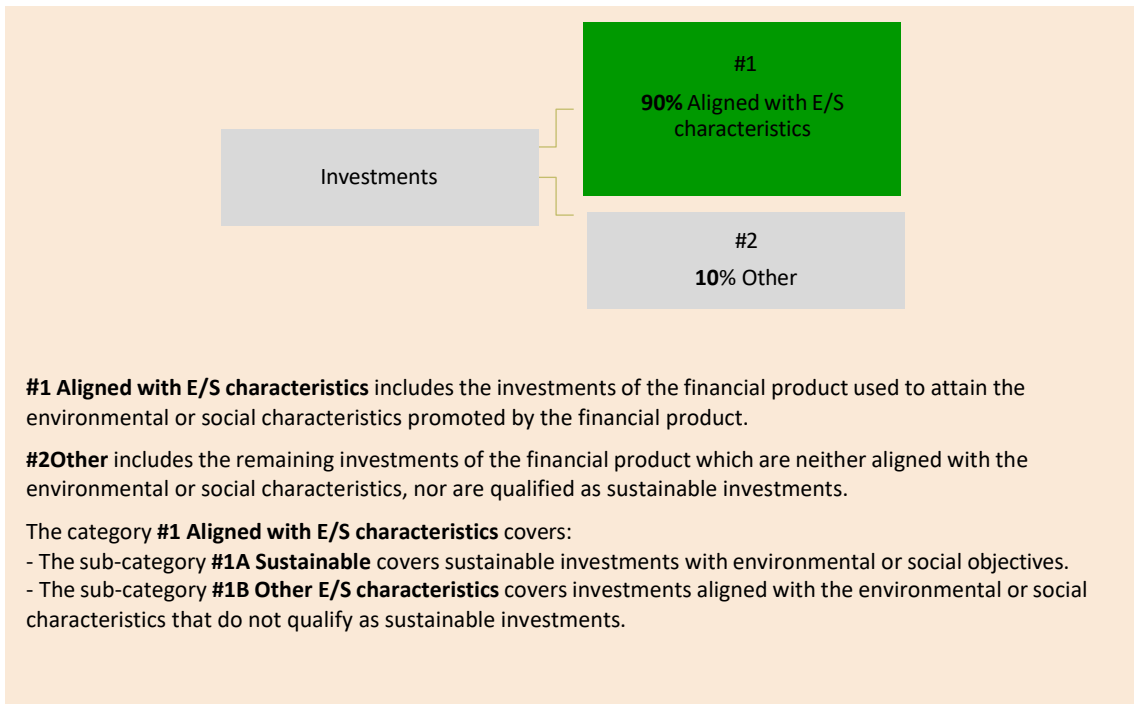 #1
90% Aligned with E/S
characteristics
Investments
#2
10% Other
#1 Aligned with E/S characteristics includes the investments of the financial product used to attain the
environmental or social characteristics promoted by the financial product.
#2Other includes the remaining investments of the financial product which are neither aligned with the
environmental or social characteristics, nor are qualified as sustainable investments.
The category #1 Aligned with E/S characteristics covers:
- The sub-category #1A Sustainable covers sustainable investments with environmental or social objectives.
- The sub-category #1B Other E/S characteristics covers investments aligned with the environmental or social
characteristics that do not qualify as sustainable investments.